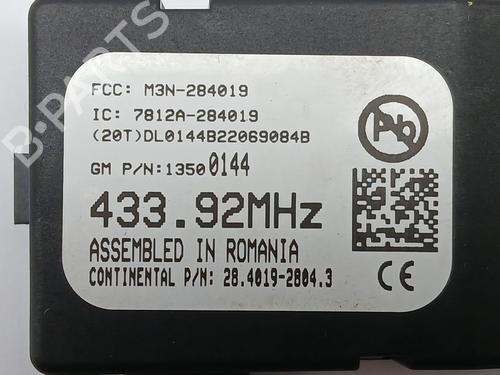 B-PARTS
FCC: M3N-284019
IC: 7812A-284019
(20T)DL0144B22069084B
Pb
GM P/N:13500144
433.92MHz
ASSEMBLED IN ROMANIA
CONTINENTAL P/N: 28.4019-2804.3
CE